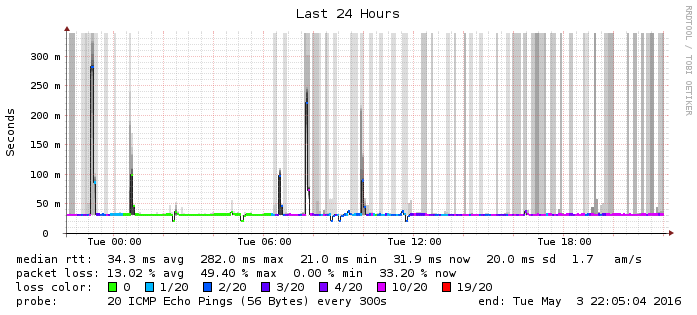 Last 24 Hours
RRDTOOL / TOBI OETIKER
Seconds
300 m
250 m
200 m
150 m
100 m
50 m
0
Tue 00:00 Tue 06:00 Tue 12:00 Tue 18:00
median rtt: 34.3 ms avg 282.0 ms max 21.0 ms min 31.9 ms now 20.0 ms sd 1.7 am/s
packet loss: 13.02 % avg 49.40 % max 0.00 % min 33.20 % now
loss color: 0 1/20 2/20 3/20 4/20 10/20 19/20
probe: 20 ICMP Echo Pings (56 Bytes) every 300s end: Tue May 3 22:05:04 2016